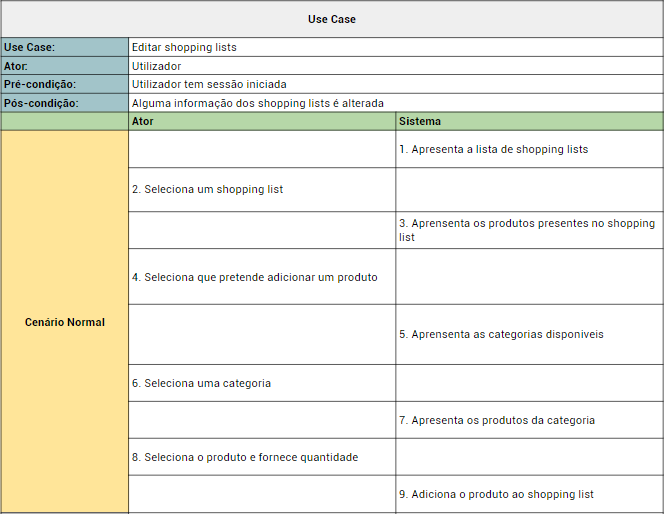 Use Case
Use Case: Editar shopping lists
Ator: Utilizador
Pré-condição: Utilizador tem sessão iniciada
Pós-condição: Alguma informação dos shopping lists é alterada
Ator Sistema
1. Apresenta a lista de shopping lists
2. Seleciona um shopping list
3. Aprensenta os produtos presentes no shopping
list
4. Seleciona que pretende adicionar um produto
Cenário Normal
5. Aprensenta as categorias disponiveis
6. Seleciona uma categoria
7. Apresenta os produtos da categoria
8. Seleciona o produto e fornece quantidade
9. Adiciona o produto ao shopping list